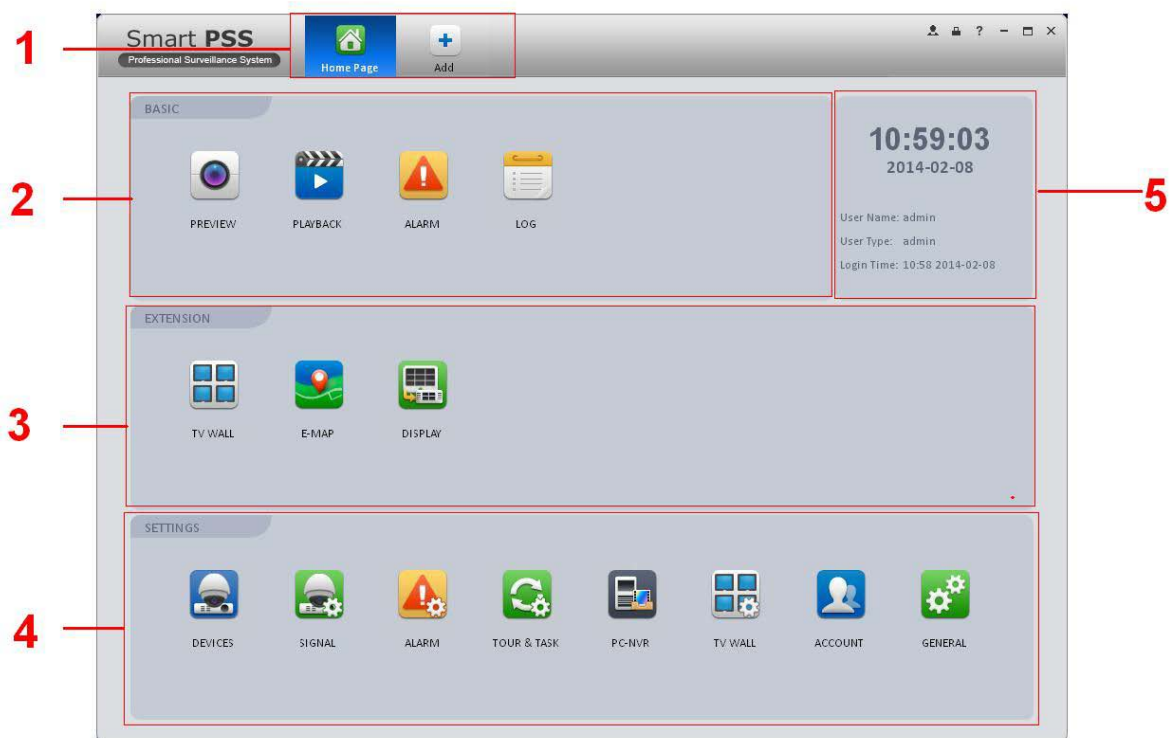 1
Smart PSS
Professional Surveillance System
Home Page
Add
?
BASIC
PREVIEW
PLAYBACK
ALARM
LOG
2
10:59:03
2014-02-08
User Name: admin
User Type: admin
Login Time: 10:58 2014-02-08
5
EXTENSION
TV WALL
E-MAP
DISPLAY
3
SETTINGS
DEVICES
SIGNAL
ALARM
TOUR & TASK
PC-NVR
TV WALL
ACCOUNT
GENERAL
4